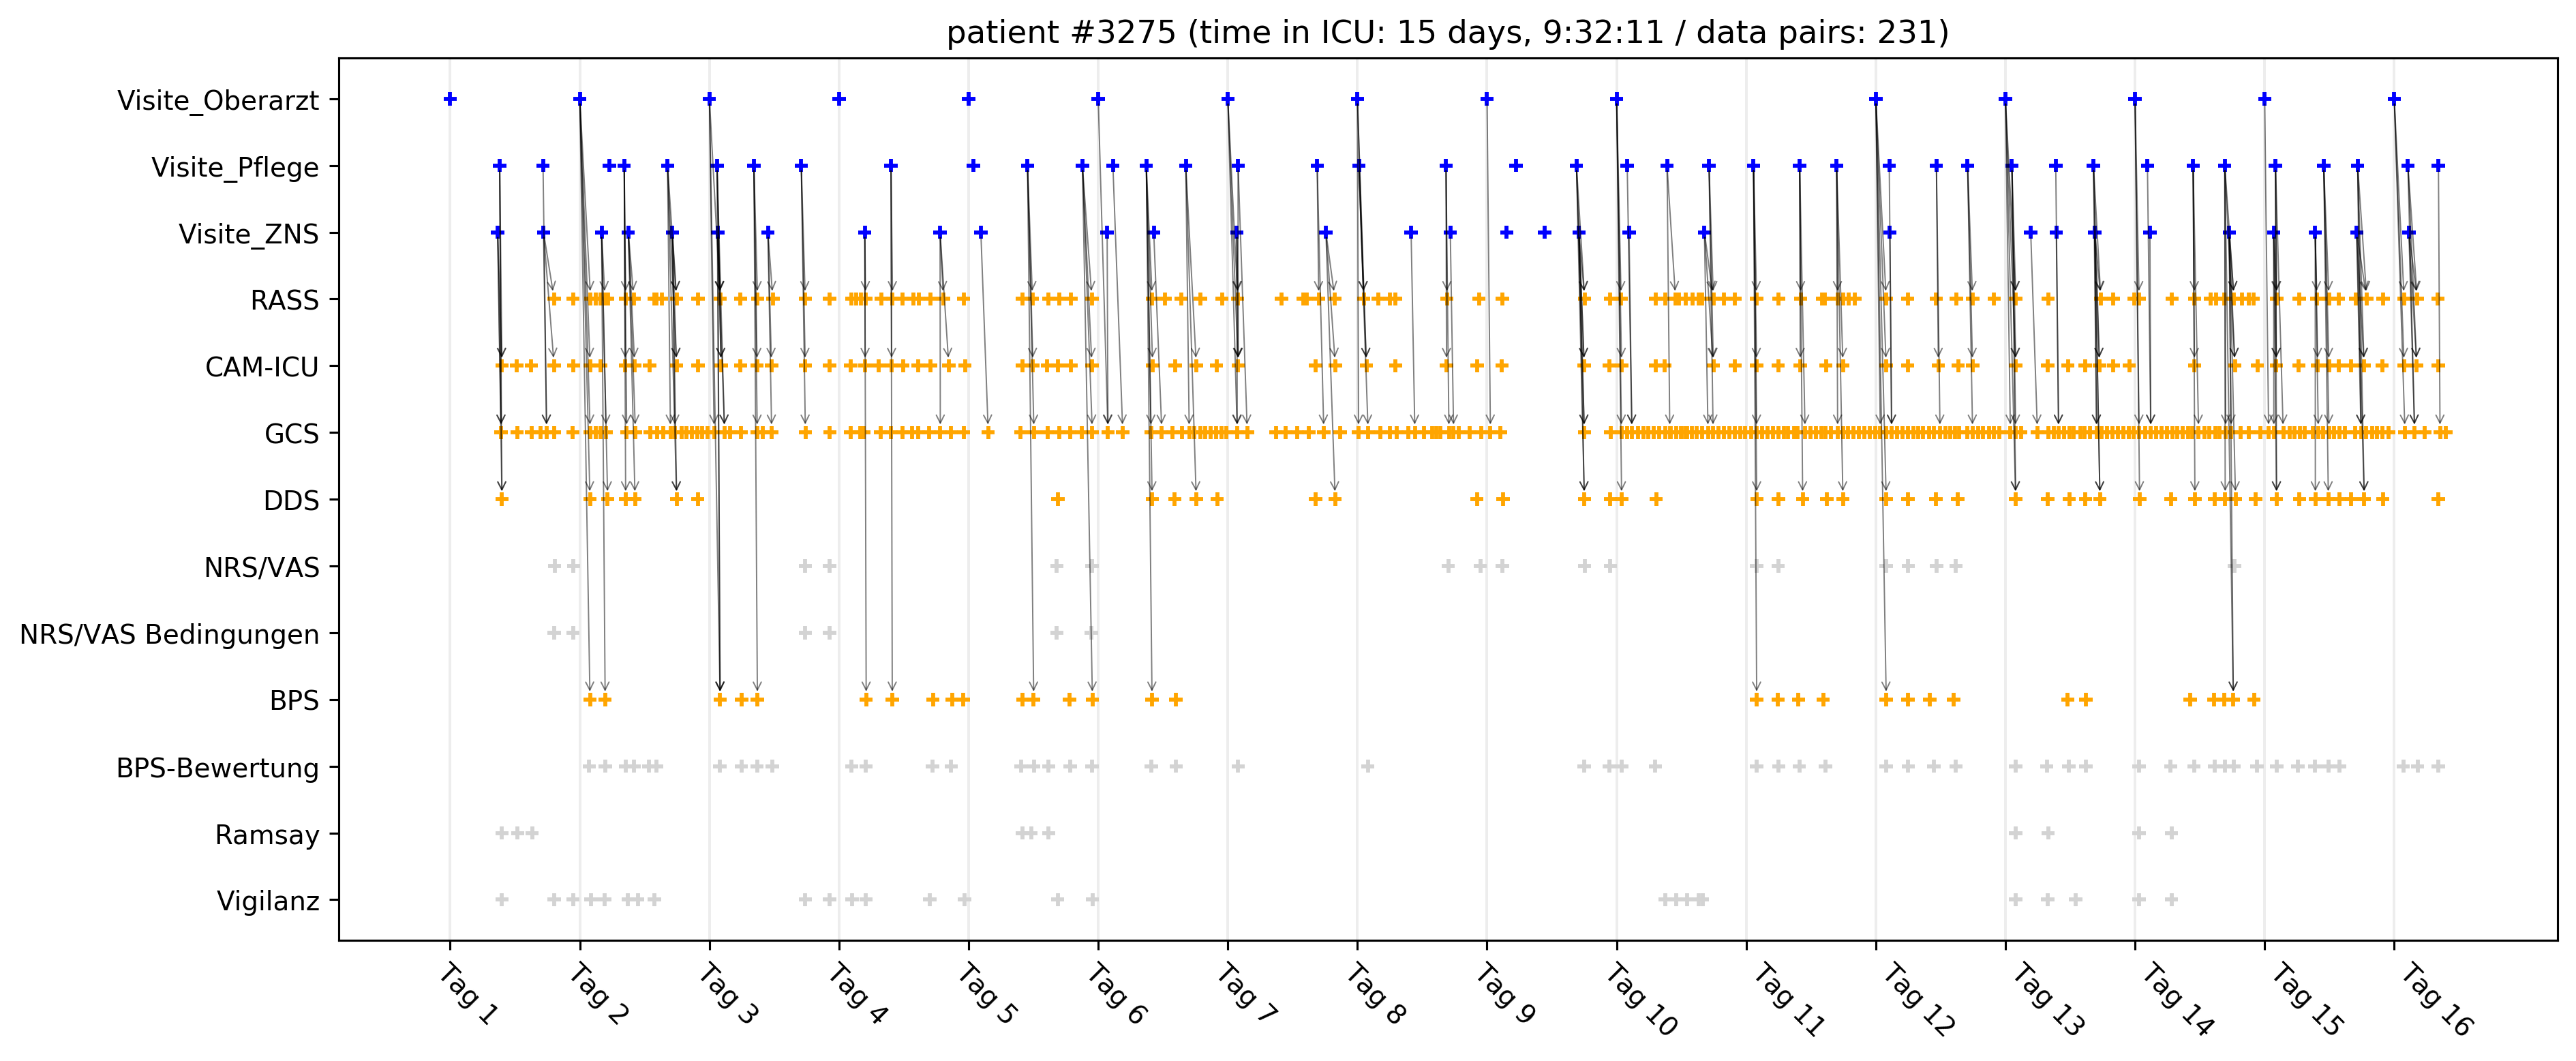 patient #3275 (time in ICU: 15 days, 9:32:11 / data pairs: 231)
Visite_Oberarzt
Visite_Pflege
Visite_ZNS
RASS
CAM-ICU
GCS
DDS
NRS/VAS
NRS/VAS Bedingungen
BPS
BPS-Bewertung
Ramsay
Vigilanz
Tag 1
Tag 2
Tag 3
Tag 4
Tag 5
Tag 6
Tag 7
Tag 8
Tag 9
Tag 10
Tag 11
Tag 12
Tag 13
Tag 14
Tag 15
Tag 16